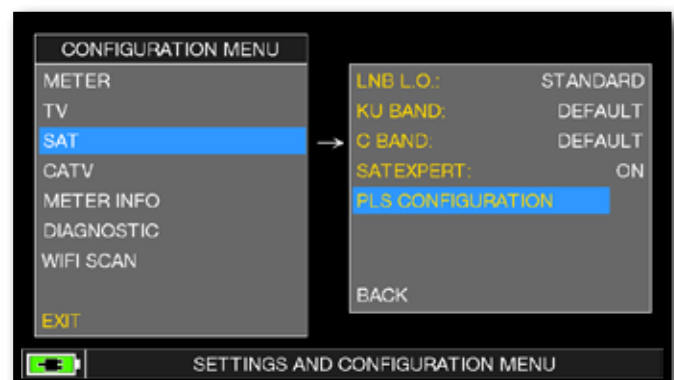 CONFIGURATION MENU
METER
TV
SAT
CATV
METER INFO
DIAGNOSTIC
WIFI SCAN
EXIT
→
LNB L.O.: STANDARD
KU BAND: DEFAULT
C BAND: DEFAULT
SATEXPERT: ON
PLS CONFIGURATION
BACK
SETTINGS AND CONFIGURATION MENU